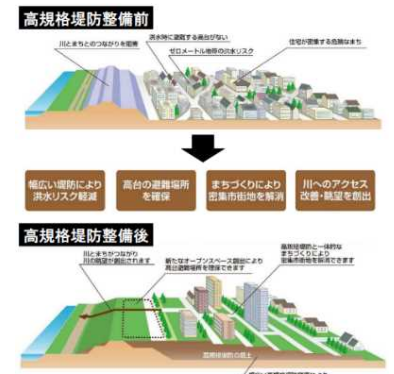 高規格堤防整備前
洪水時に避難する高台がない
川とまちとのつながりを阻害
ゼロメートル地帯の洪水リスク
住宅が密集する危険なまち
幅広い堤防により
洪水リスク軽減
高台の避難場所
を確保
まちづくりにより
密集市街地を解消
川へのアクセス
改善・眺望を創出
高規格堤防整備後
川とまちがつながり
川の眺望が創出されます
新たなオープンスペース創出により
高台避難場所を確保できます
高規格堤防と一体的な
まちづくりにより
密集市街地を解消できます
高規格堤防の盛土